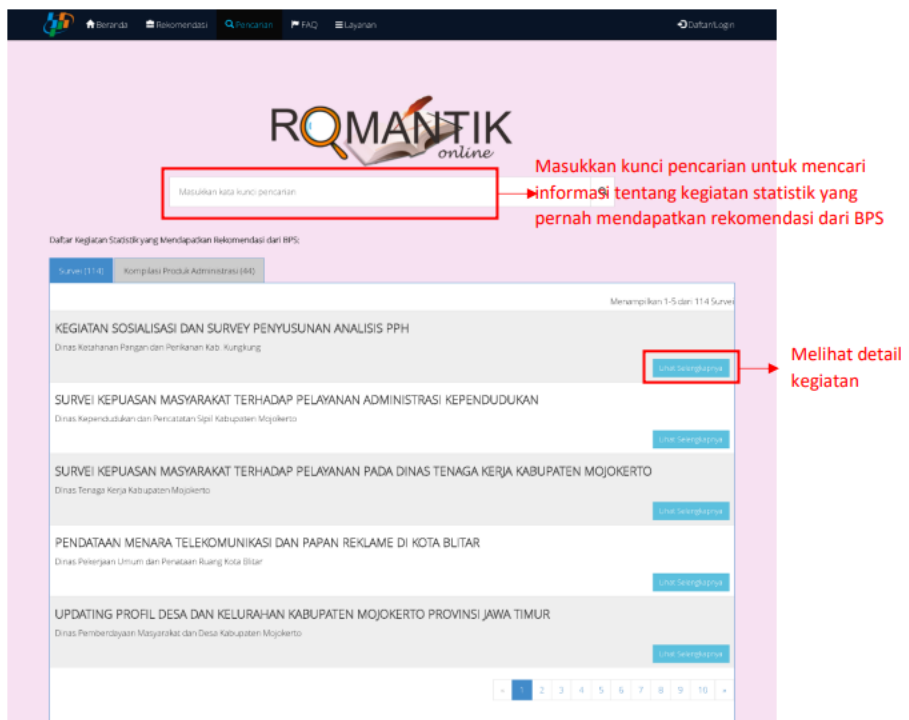 Beranda Rekomendasi Pencarian FAQ Layanan Daftar/Login
ROMANTIK
online
Masukkan kata kunci pencarian
Masukkan kunci pencarian untuk mencari
informasi tentang kegiatan statistik yang
pernah mendapatkan rekomendasi dari BPS
Daftar Kegiatan Statistik yang Mendapatkan Rekomendasi dari BPS:
Survei (114) Kompilasi Produk Administrasi (44)
Menampilkan 1-5 dari 114 Survei
KEGIATAN SOSIALISASI DAN SURVEY PENYUSUNAN ANALISIS PPH
Dinas Ketahanan Pangan dan Perikanan Kab. Kungkung
Lihat Selengkapnya
Melihat detail
kegiatan
SURVEI KEPUASAN MASYARAKAT TERHADAP PELAYANAN ADMINISTRASI KEPENDUDUKAN
Dinas Kependudukan dan Pencatatan Sipil Kabupaten Mojokerto
Lihat Selengkapnya
SURVEI KEPUASAN MASYARAKAT TERHADAP PELAYANAN PADA DINAS TENAGA KERJA KABUPATEN MOJOKERTO
Dinas Tenaga Kerja Kabupaten Mojokerto
Lihat Selengkapnya
PENDATAAN MENARA TELEKOMUNIKASI DAN PAPAN REKLAME DI KOTA BLITAR
Dinas Pekerjaan Umum dan Penataan Ruang Kota Blitar
Lihat Selengkapnya
UPDATING PROFIL DESA DAN KELURAHAN KABUPATEN MOJOKERTO PROVINSI JAWA TIMUR
Dinas Pemberdayaan Masyarakat dan Desa Kabupaten Mojokerto
Lihat Selengkapnya
« 1 2 3 4 5 6 7 8 9 10 »